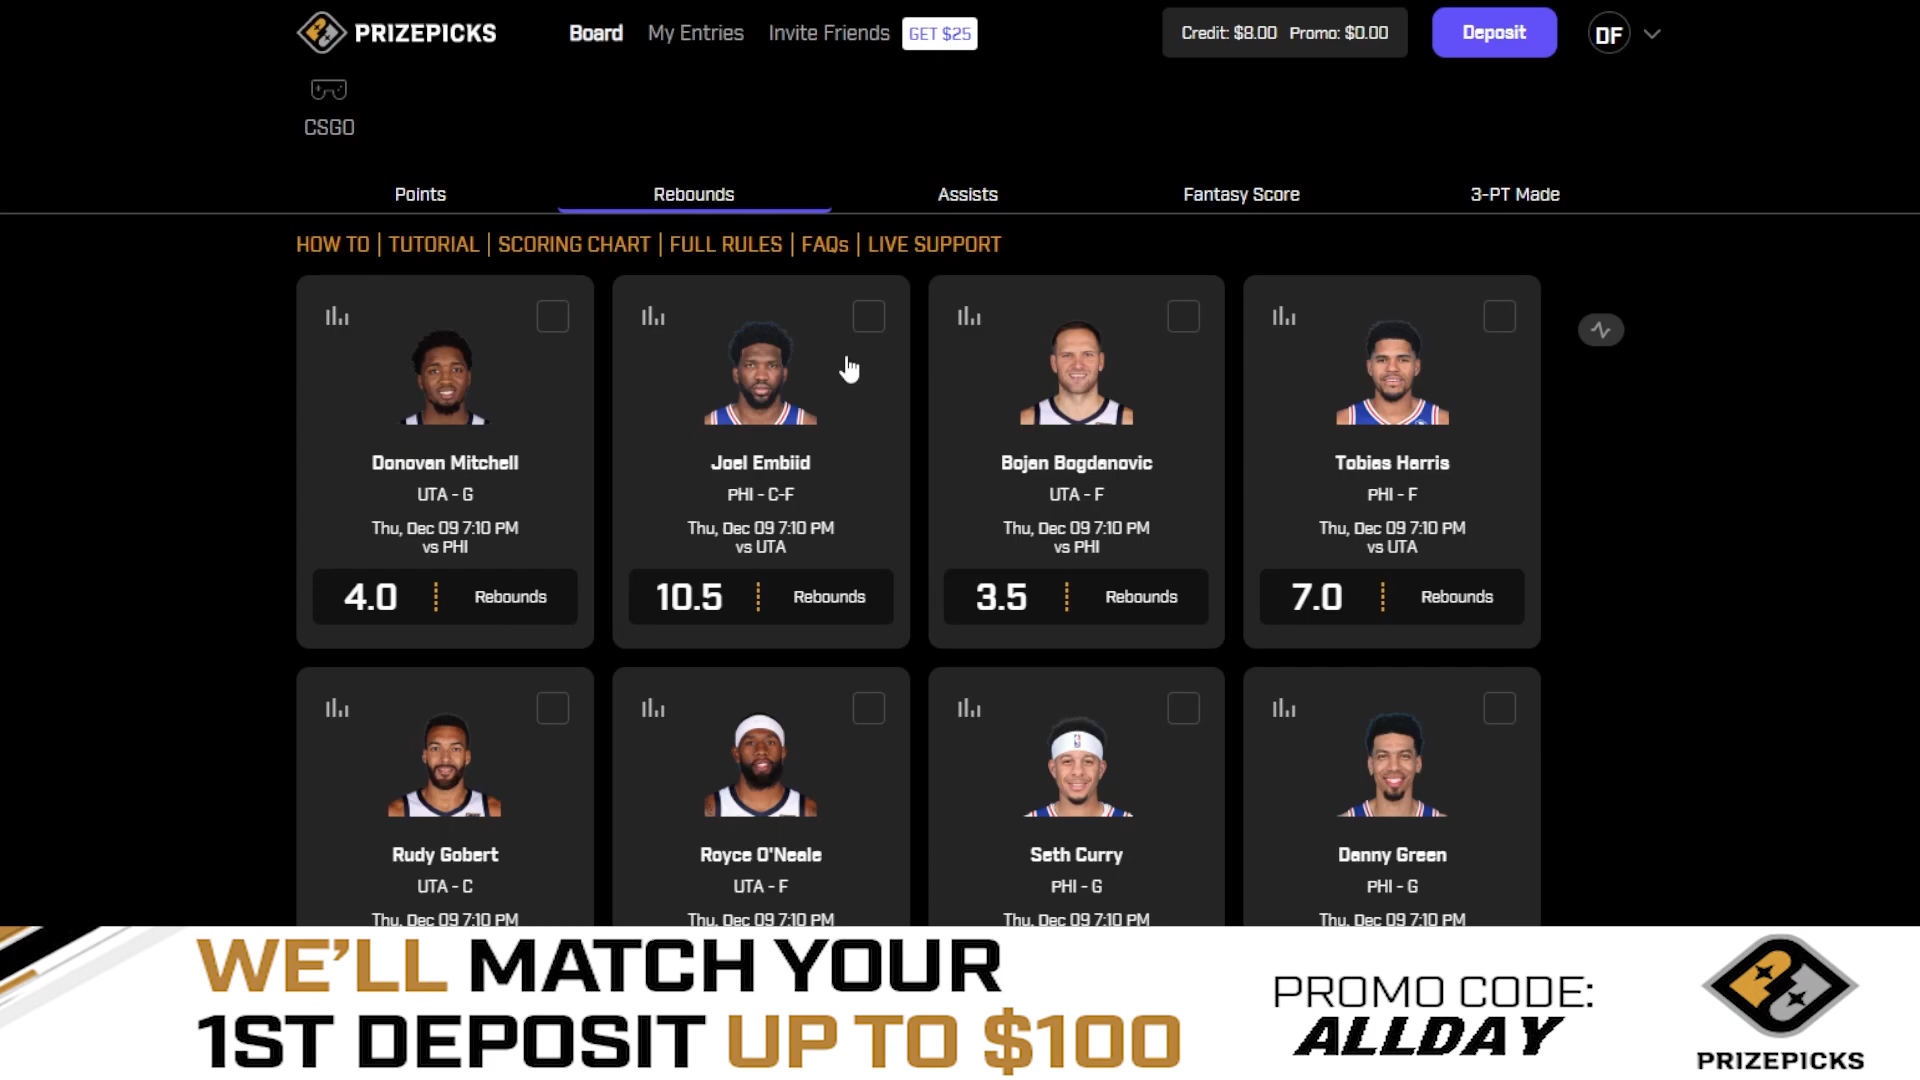 PRIZEPICKS
Board My Entries Invite Friends GET $25
Credit: $8.00 Promo: $0.00
Deposit
DF
CSGO
Points Rebounds Assists Fantasy Score 3-PT Made
HOW TO | TUTORIAL | SCORING CHART | FULL RULES | FAQs | LIVE SUPPORT
Donovan Mitchell
UTA - G
Thu, Dec 09 7:10 PM
vs PHI
4.0 Rebounds
Joel Embiid
PHI - C-F
Thu, Dec 09 7:10 PM
vs UTA
10.5 Rebounds
Bojan Bogdanovic
UTA - F
Thu, Dec 09 7:10 PM
vs PHI
3.5 Rebounds
Tobias Harris
PHI - F
Thu, Dec 09 7:10 PM
vs UTA
7.0 Rebounds
Rudy Gobert
UTA - C
Thu, Dec 09 7:10 PM
Royce O'Neale
UTA - F
Thu, Dec 09 7:10 PM
Seth Curry
PHI - G
Thu, Dec 09 7:10 PM
Danny Green
PHI - G
Thu, Dec 09 7:10 PM
WE'LL MATCH YOUR
1ST DEPOSIT UP TO $100
PROMO CODE:
ALLDAY
PRIZEPICKS